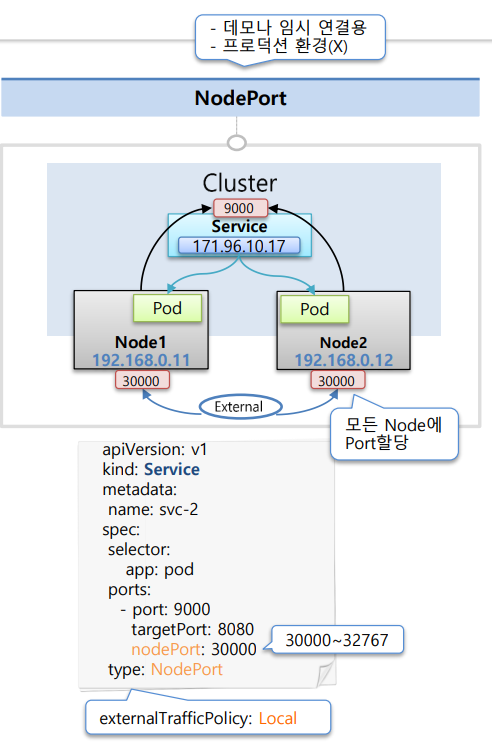 - 데모나 임시 연결용
- 프로덕션 환경(X)
NodePort
Cluster
9000
Service
171.96.10.17
Pod
Pod
Node1
192.168.0.11
Node2
192.168.0.12
30000
30000
External
모든 Node에
Port할당
apiVersion: v1
kind: Service
metadata:
name: svc-2
spec:
selector:
app: pod
ports:
- port: 9000
targetPort: 8080
nodePort: 30000
30000~32767
type: NodePort
externalTrafficPolicy: Local